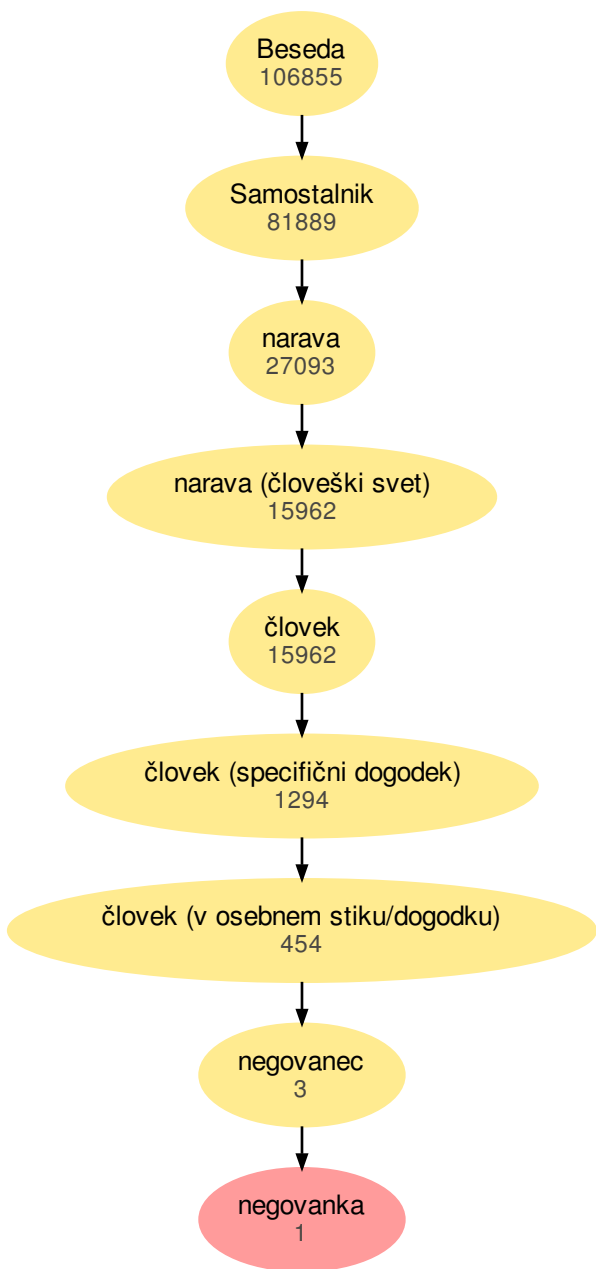 Beseda
106855
Samostalnik
81889
narava
27093
narava (človeški svet)
15962
človek
15962
človek (specifični dogodek)
1294
človek (v osebnem stiku/dogodku)
454
negovanec
3
negovanka
1